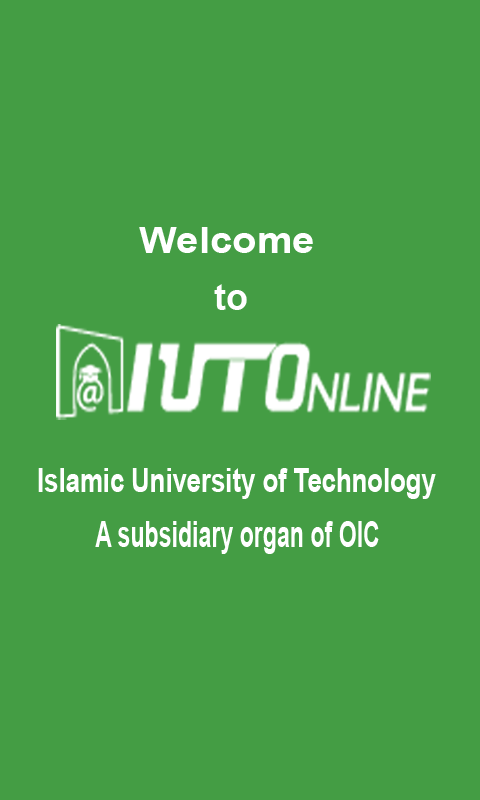 Welcome
to
@ IUTONLINE
Islamic University of Technology
A subsidiary organ of OIC